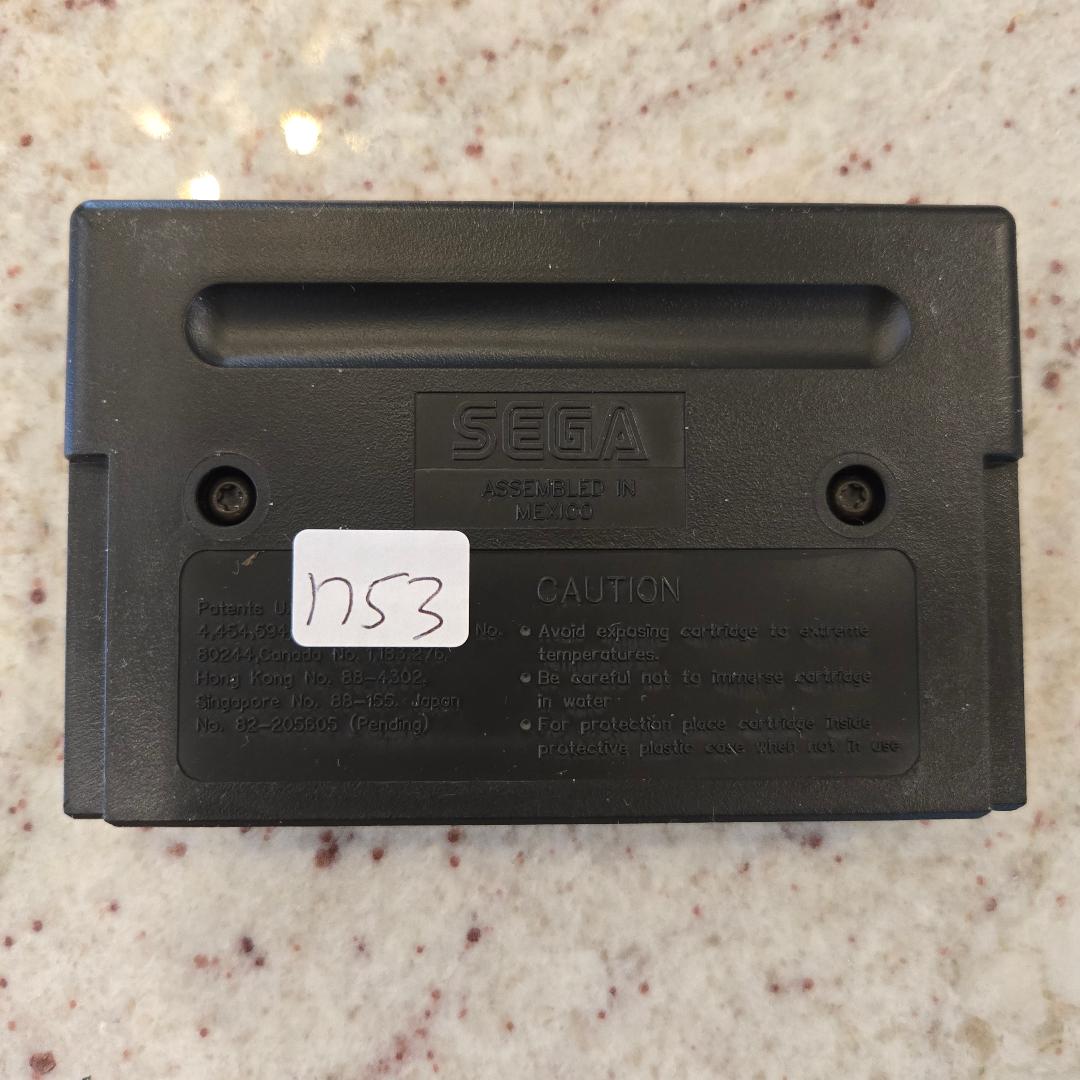 SEGA
ASSEMBLED IN
MEXICO
n53
Patents U.
4,454,594 No.
80244, Canada No. 1,183,276,
Hong Kong No. 88-4302,
Singapore No. 88-155. Japan
No. 82-205605 (Pending)
CAUTION
● Avoid exposing cartridge to extreme
temperatures.
● Be careful not to immerse cartridge
in water
● For protection place cartridge inside
protective plastic case when not in use